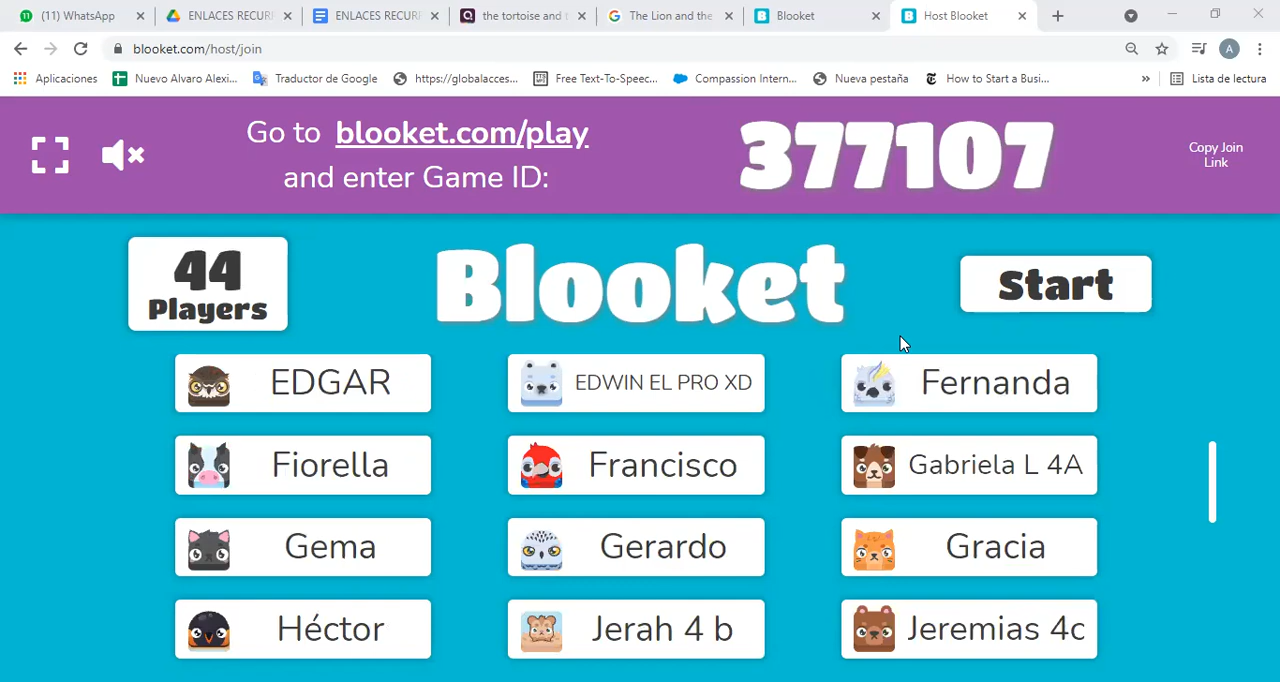 (11) WhatsApp
ENLACES RECURS
ENLACES RECURS
the tortoise and t
The Lion and the
Blooket
Host Blooket
blooket.com/host/join
A
Aplicaciones
Nuevo Alvaro Alexi...
Traductor de Google
https://globalacces...
Free Text-To-Speec...
Compassion Intern...
Nueva pestaña
How to Start a Busi...
»
Lista de lectura
Go to blooket.com/play
and enter Game ID:
377107
Copy Join
Link
44
Players
Blooket
Start
EDGAR
EDWIN EL PRO XD
Fernanda
Fiorella
Francisco
Gabriela L 4A
Gema
Gerardo
Gracia
Héctor
Jerah 4 b
Jeremias 4c